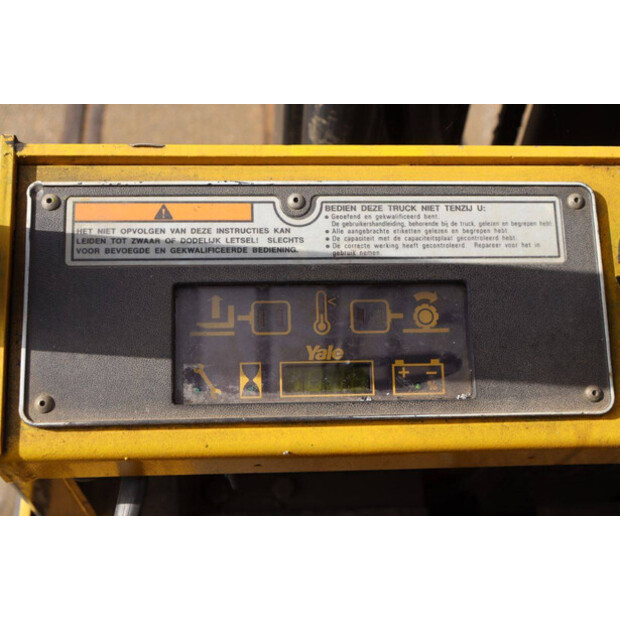 HET NIET OPVOLGEN VAN DEZE INSTRUCTIES KAN
LEIDEN TOT ZWAAR OF DODELIJK LETSEL! SLECHTS
VOOR BEVOEGDE EN GEKWALIFICEERDE BEDIENING.
BEDIEN DEZE TRUCK NIET TENZIJ U:
• Geoefend en gekwalificeerd bent.
De gebruikershandleiding, behorende bij de truck, gelezen en begrepen hebt.
• Alle aangebrachte etiketten gelezen en begrepen hebt.
• De capaciteit met de capaciteitsplaat gecontroleerd hebt.
• De correcte werking heeft gecontroleerd. Repareer voor het in
gebruik nemen.
Yale